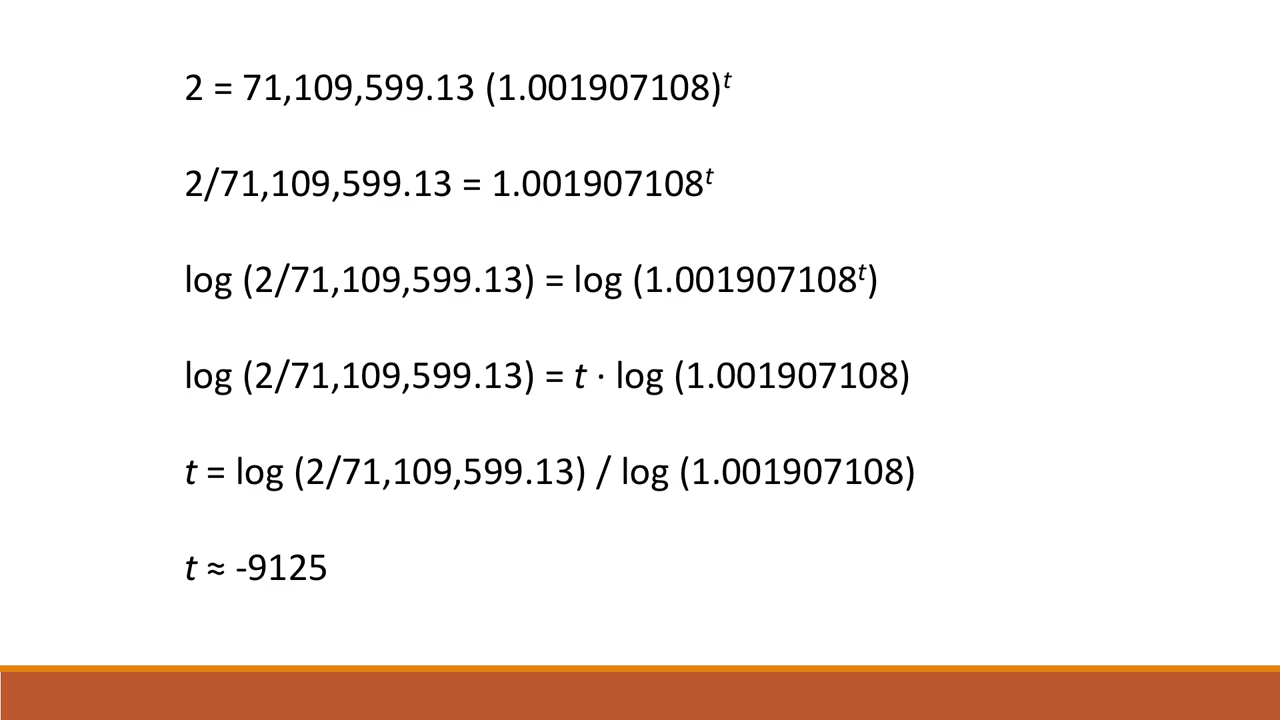 2 = 71,109,599.13 (1.001907108)ᵗ
2/71,109,599.13 = 1.001907108ᵗ
log (2/71,109,599.13) = log (1.001907108ᵗ)
log (2/71,109,599.13) = t · log (1.001907108)
t = log (2/71,109,599.13) / log (1.001907108)
t ≈ -9125